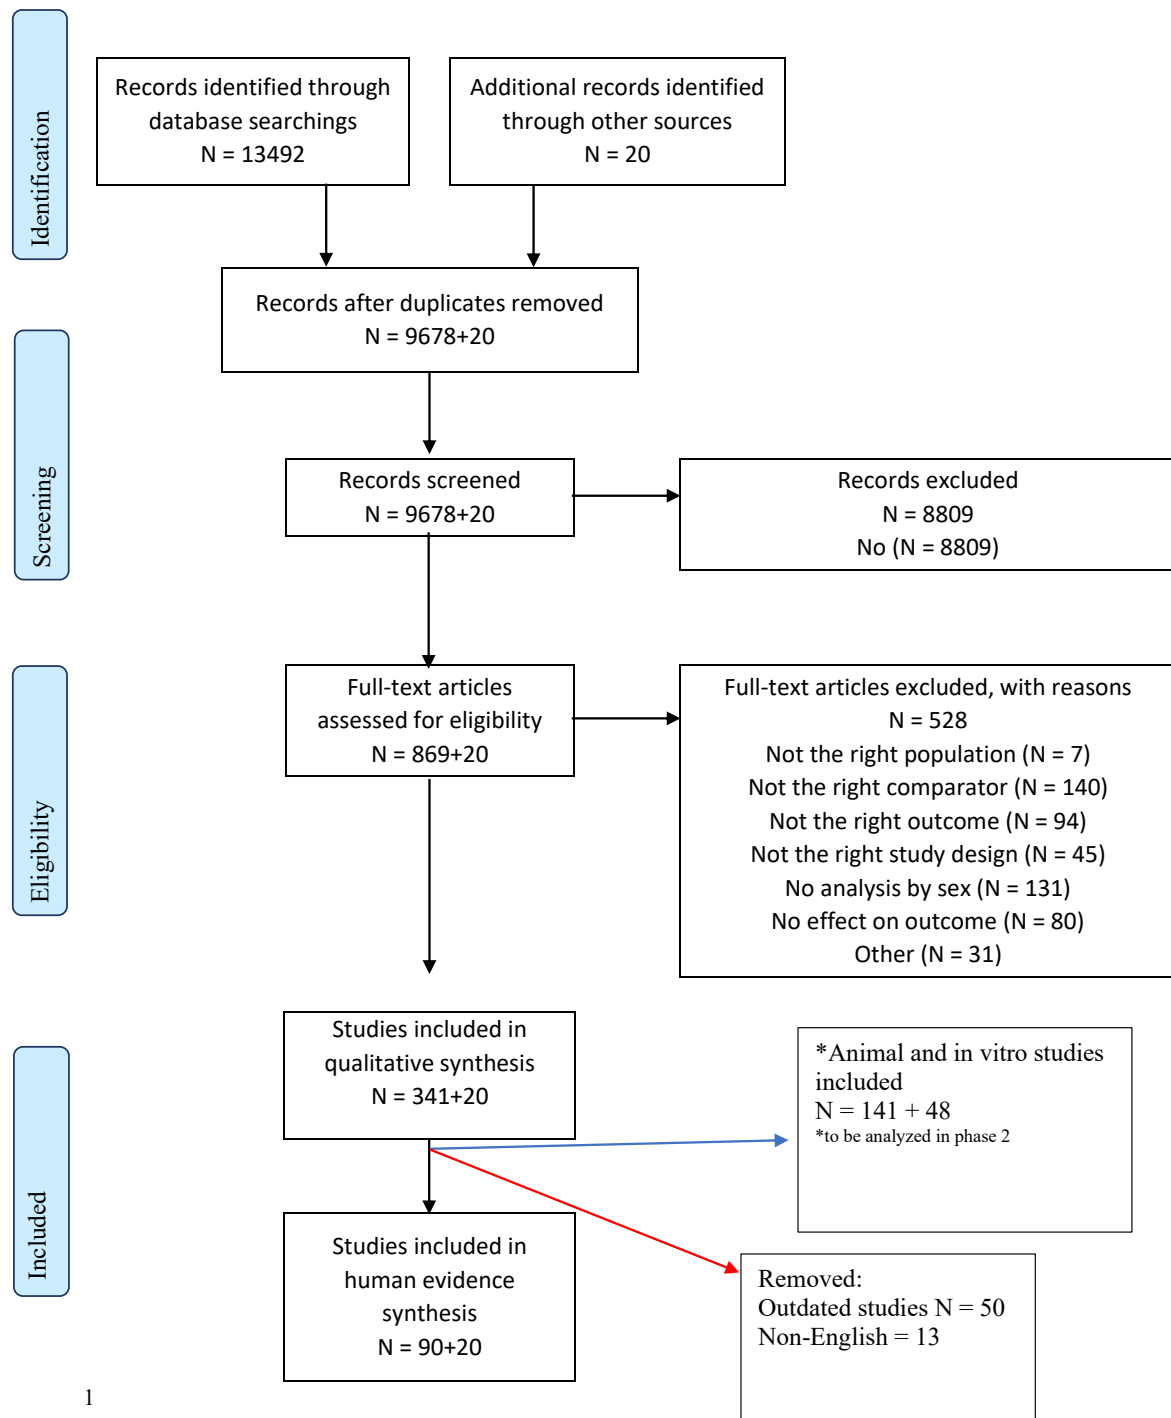 Identification
Records identified through
database searchings
N = 13492
Additional records identified
through other sources
N = 20
Records after duplicates removed
N = 9678+20
Screening
Records screened
N = 9678+20
Records excluded
N = 8809
No (N = 8809)
Eligibility
Full-text articles
assessed for eligibility
N = 869+20
Full-text articles excluded, with reasons
N = 528
Not the right population (N = 7)
Not the right comparator (N = 140)
Not the right outcome (N = 94)
Not the right study design (N = 45)
No analysis by sex (N = 131)
No effect on outcome (N = 80)
Other (N = 31)
Included
Studies included in
qualitative synthesis
N = 341+20
*Animal and in vitro studies
included
N = 141 + 48
*to be analyzed in phase 2
Studies included in
human evidence
synthesis
N = 90+20
Removed:
Outdated studies N = 50
Non-English = 13
1